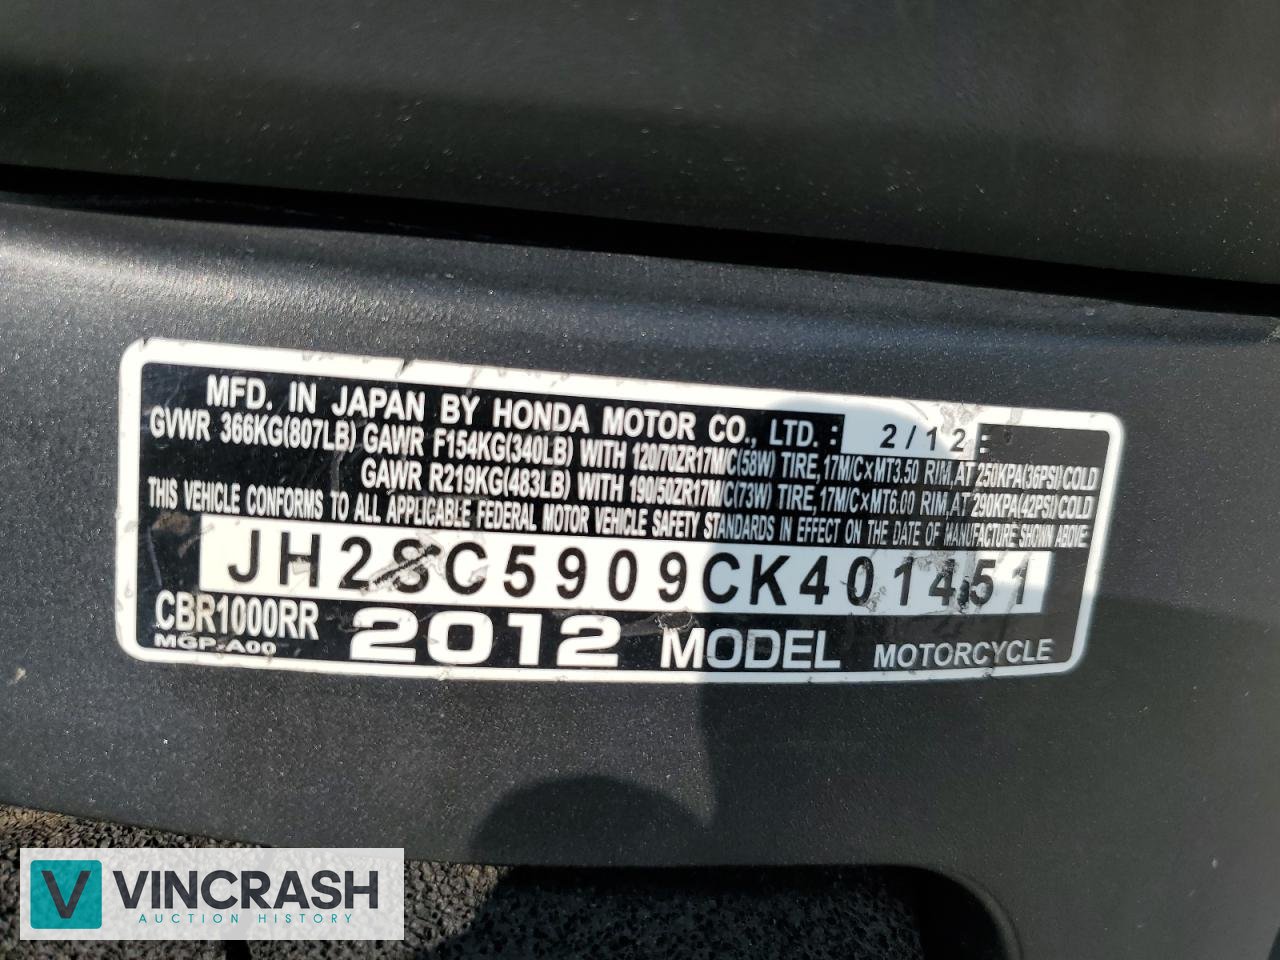 MFD. IN JAPAN BY HONDA MOTOR CO., LTD. : 2/12
GVWR 366KG(807LB) GAWR F154KG(340LB) WITH 120/70ZR17M/C(58W) TIRE,17M/C×MT3.50 RIM,AT 250KPA(36PSI)COLD
GAWR R219KG(483LB) WITH 190/50ZR17M/C(73W) TIRE,17M/C×MT6.00 RIM,AT 290KPA(42PSI)COLD
THIS VEHICLE CONFORMS TO ALL APPLICABLE FEDERAL MOTOR VEHICLE SAFETY STANDARDS IN EFFECT ON THE DATE OF MANUFACTURE SHOWN ABOVE.
JH2SC5909CK401451
CBR1000RR 2012 MODEL MOTORCYCLE
MGP-A00
V VINCRASH
AUCTION HISTORY